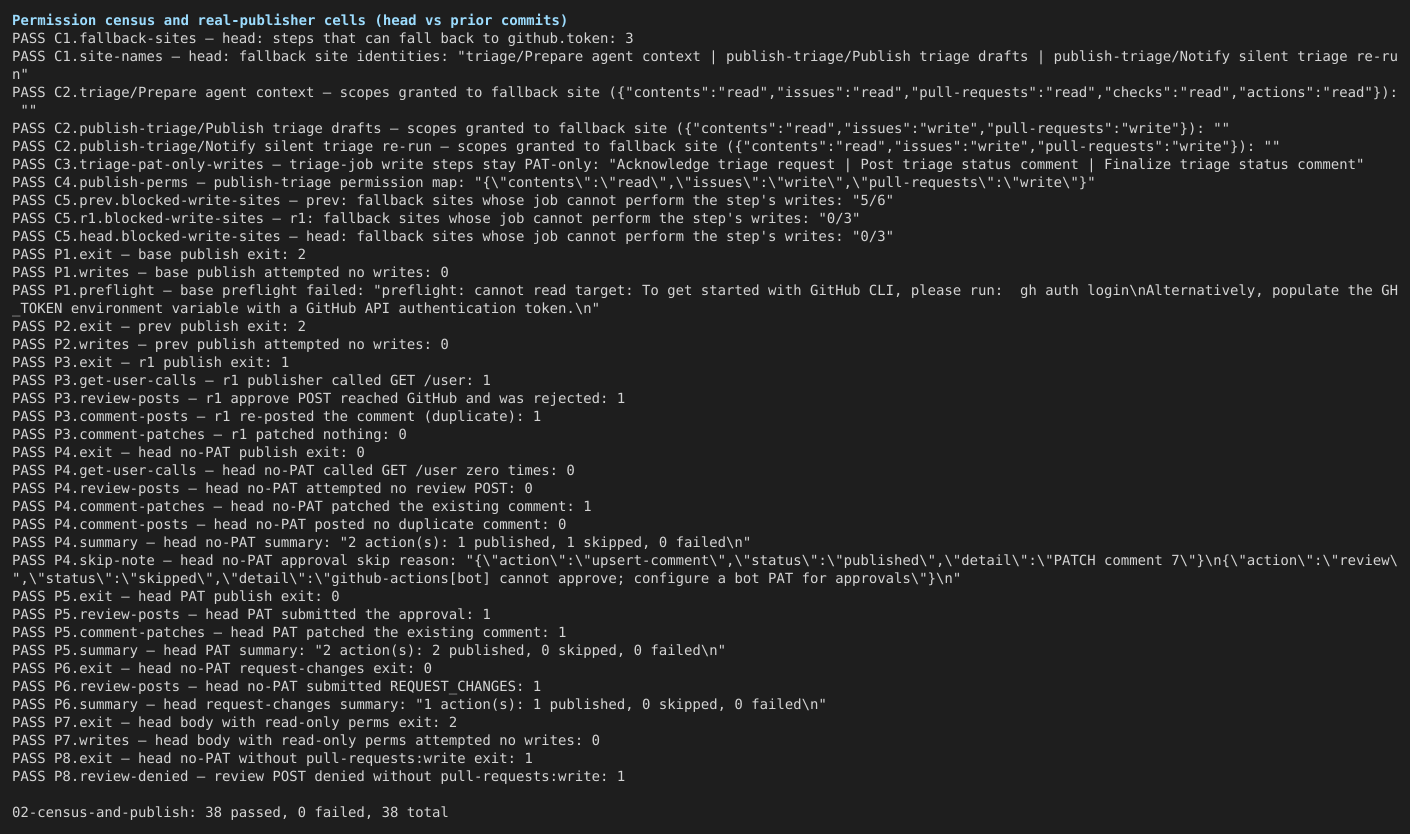 Permission census and real-publisher cells (head vs prior commits)
PASS C1.fallback-sites — head: steps that can fall back to github.token: 3
PASS C1.site-names — head: fallback site identities: "triage/Prepare agent context | publish-triage/Publish triage drafts | publish-triage/Notify silent triage re-ru
n"
PASS C2.triage/Prepare agent context — scopes granted to fallback site ({"contents":"read","issues":"read","pull-requests":"read","checks":"read","actions":"read"}):
 ""
PASS C2.publish-triage/Publish triage drafts — scopes granted to fallback site ({"contents":"read","issues":"write","pull-requests":"write"}): ""
PASS C2.publish-triage/Notify silent triage re-run — scopes granted to fallback site ({"contents":"read","issues":"write","pull-requests":"write"}): ""
PASS C3.triage-pat-only-writes — triage-job write steps stay PAT-only: "Acknowledge triage request | Post triage status comment | Finalize triage status comment"
PASS C4.publish-perms — publish-triage permission map: "{\"contents\":\"read\",\"issues\":\"write\",\"pull-requests\":\"write\"}"
PASS C5.prev.blocked-write-sites — prev: fallback sites whose job cannot perform the step's writes: "5/6"
PASS C5.r1.blocked-write-sites — r1: fallback sites whose job cannot perform the step's writes: "0/3"
PASS C5.head.blocked-write-sites — head: fallback sites whose job cannot perform the step's writes: "0/3"
PASS P1.exit — base publish exit: 2
PASS P1.writes — base publish attempted no writes: 0
PASS P1.preflight — base preflight failed: "preflight: cannot read target: To get started with GitHub CLI, please run:  gh auth login\nAlternatively, populate the GH
_TOKEN environment variable with a GitHub API authentication token.\n"
PASS P2.exit — prev publish exit: 2
PASS P2.writes — prev publish attempted no writes: 0
PASS P3.exit — r1 publish exit: 1
PASS P3.get-user-calls — r1 publisher called GET /user: 1
PASS P3.review-posts — r1 approve POST reached GitHub and was rejected: 1
PASS P3.comment-posts — r1 re-posted the comment (duplicate): 1
PASS P3.comment-patches — r1 patched nothing: 0
PASS P4.exit — head no-PAT publish exit: 0
PASS P4.get-user-calls — head no-PAT called GET /user zero times: 0
PASS P4.review-posts — head no-PAT attempted no review POST: 0
PASS P4.comment-patches — head no-PAT patched the existing comment: 1
PASS P4.comment-posts — head no-PAT posted no duplicate comment: 0
PASS P4.summary — head no-PAT summary: "2 action(s): 1 published, 1 skipped, 0 failed\n"
PASS P4.skip-note — head no-PAT approval skip reason: "{\"action\":\"upsert-comment\",\"status\":\"published\",\"detail\":\"PATCH comment 7\"}\n{\"action\":\"review\
",\"status\":\"skipped\",\"detail\":\"github-actions[bot] cannot approve; configure a bot PAT for approvals\"}\n"
PASS P5.exit — head PAT publish exit: 0
PASS P5.review-posts — head PAT submitted the approval: 1
PASS P5.comment-patches — head PAT patched the existing comment: 1
PASS P5.summary — head PAT summary: "2 action(s): 2 published, 0 skipped, 0 failed\n"
PASS P6.exit — head no-PAT request-changes exit: 0
PASS P6.review-posts — head no-PAT submitted REQUEST_CHANGES: 1
PASS P6.summary — head request-changes summary: "1 action(s): 1 published, 0 skipped, 0 failed\n"
PASS P7.exit — head body with read-only perms exit: 2
PASS P7.writes — head body with read-only perms attempted no writes: 0
PASS P8.exit — head no-PAT without pull-requests:write exit: 1
PASS P8.review-denied — review POST denied without pull-requests:write: 1
02-census-and-publish: 38 passed, 0 failed, 38 total